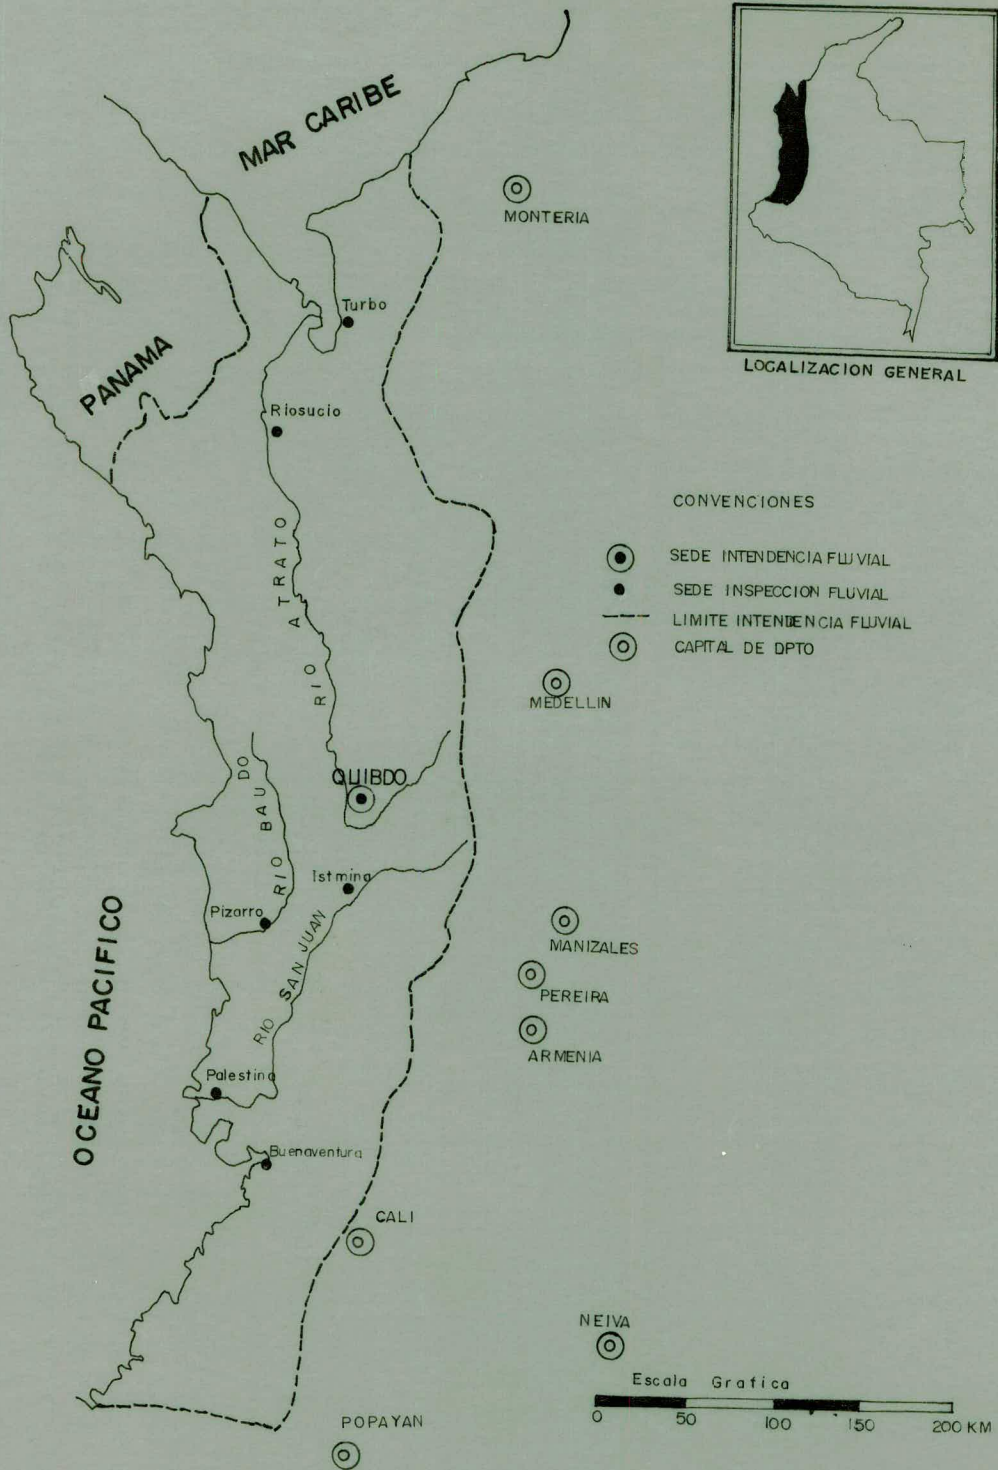 MAR CARIBE
MONTERIA
LOCALIZACION GENERAL
Turbo
PANAMA
Riosucio
CONVENCIONES
SEDE INTENDENCIA FLUVIAL
SEDE INSPECCION FLUVIAL
LIMITE INTENDENCIA FLUVIAL
CAPITAL DE DPTO
RIO ATRATO
MEDELLIN
QUIBDO
RIO BAUDO
Istmina
Pizarro
RIO SAN JUAN
MANIZALES
PEREIRA
ARMENIA
OCEANO PACIFICO
Palestina
Buenaventura
CALI
NEIVA
Escala Grafica
0 50 100 150 200 KM
POPAYAN